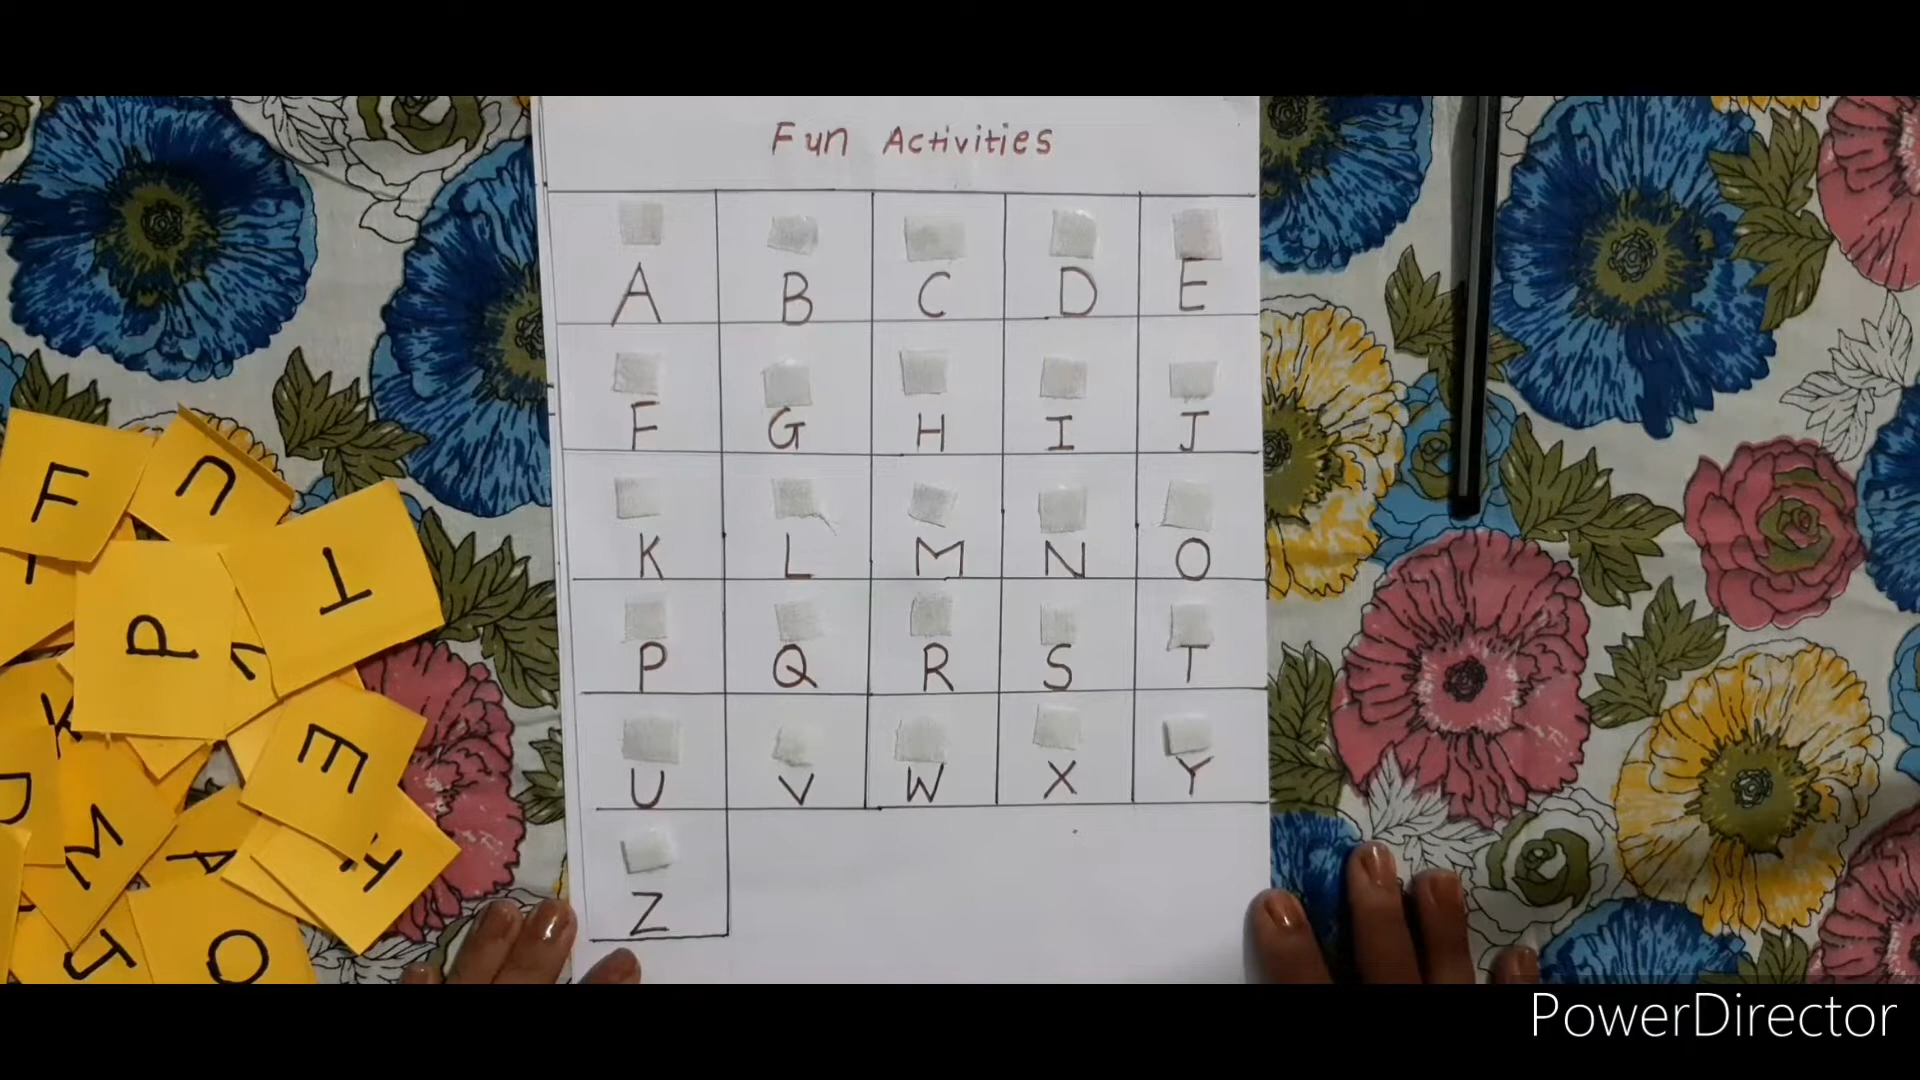 Fun Activities
A B C D E
F G H I J
K L M N O
P Q R S T
U V W X Y
Z
F
U
T
P
V
K
E
D
M
A
I
J
O
PowerDirector